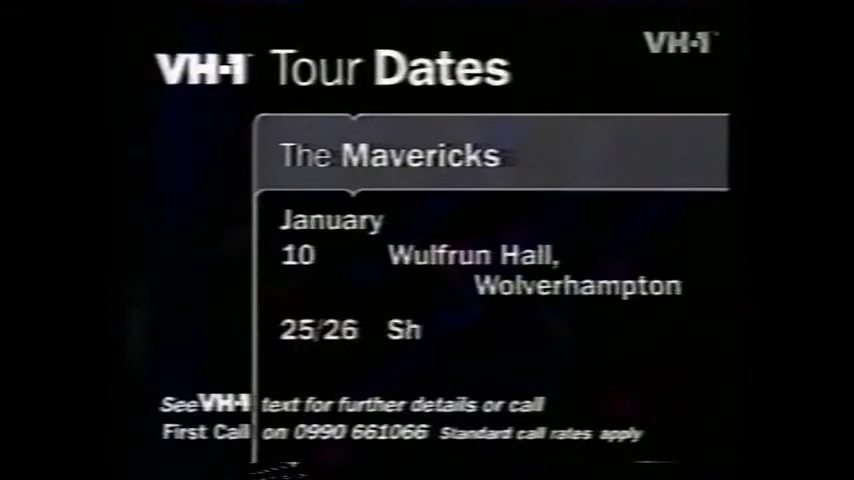 VH-1
VH-1 Tour Dates
The Mavericks
January
10 Wulfrun Hall,
Wolverhampton
25/26 Sh
See VH-1 text for further details or call
First Call on 0990 661066 Standard call rates apply